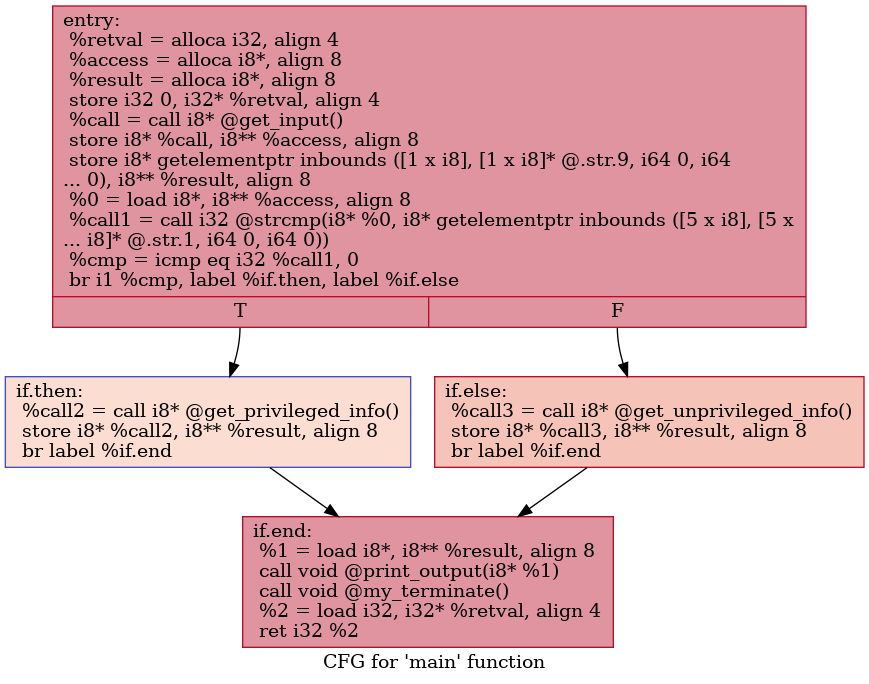 entry:
%retval = alloca i32, align 4
%access = alloca i8*, align 8
%result = alloca i8*, align 8
store i32 0, i32* %retval, align 4
%call = call i8* @get_input()
store i8* %call, i8** %access, align 8
store i8* getelementptr inbounds ([1 x i8], [1 x i8]* @.str.9, i64 0, i64
... 0), i8** %result, align 8
%0 = load i8*, i8** %access, align 8
%call1 = call i32 @strcmp(i8* %0, i8* getelementptr inbounds ([5 x i8], [5 x
... i8]* @.str.1, i64 0, i64 0))
%cmp = icmp eq i32 %call1, 0
br i1 %cmp, label %if.then, label %if.else
T
F
if.then:
%call2 = call i8* @get_privileged_info()
store i8* %call2, i8** %result, align 8
br label %if.end
if.else:
%call3 = call i8* @get_unprivileged_info()
store i8* %call3, i8** %result, align 8
br label %if.end
if.end:
%1 = load i8*, i8** %result, align 8
call void @print_output(i8* %1)
call void @my_terminate()
%2 = load i32, i32* %retval, align 4
ret i32 %2
CFG for 'main' function